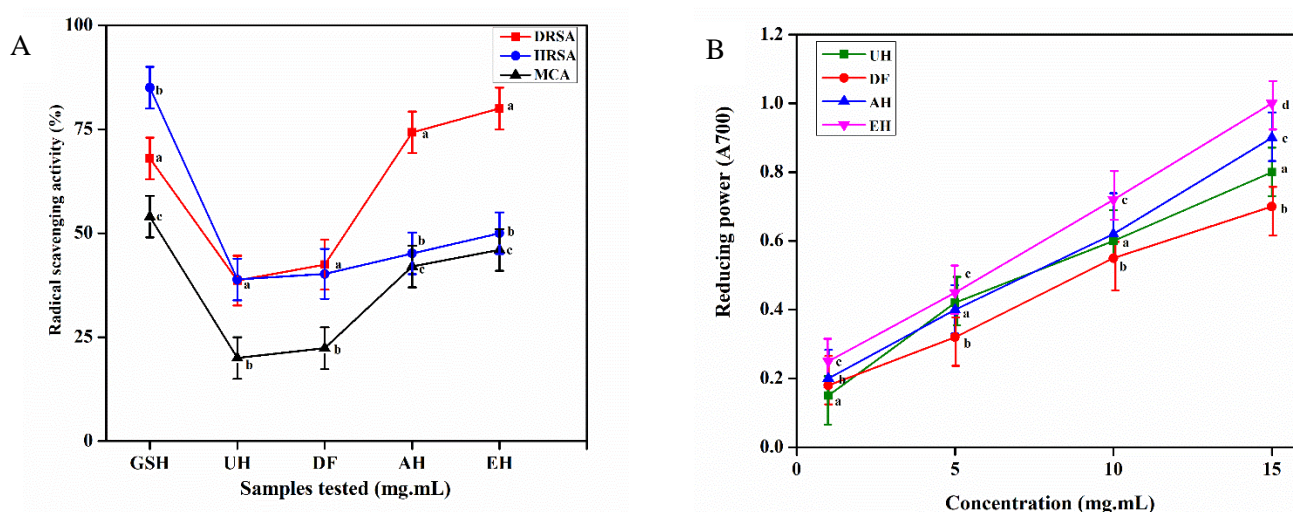 A
100
75
50
25
0
Radical scavenging activity (%)
DRSA
HRSA
MCA
b
a
c
a
b
a
b
a
b
c
a
b
c
GSH UH DF AH EH
Samples tested (mg.mL)
B
1.2
1.0
0.8
0.6
0.4
0.2
0.0
Reducing power (A700)
UH
DF
AH
EH
c
b
a
c
a
b
c
a
b
d
c
a
b
0 5 10 15
Concentration (mg.mL)